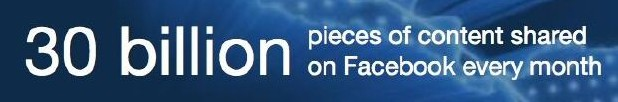 30 billion
pieces of content shared
on Facebook every month